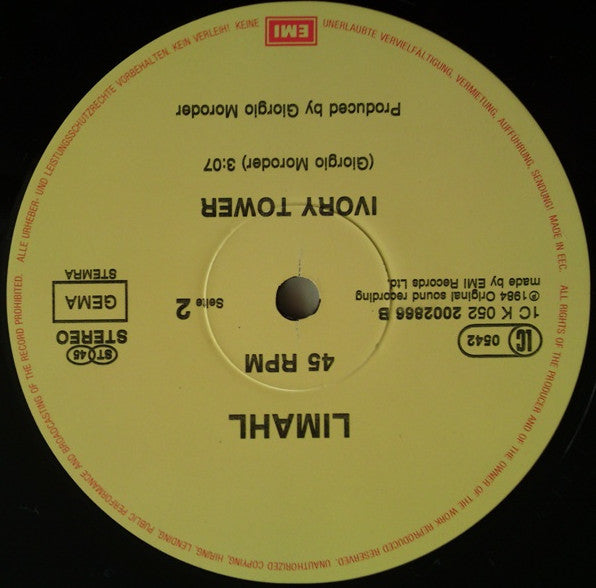 LIMAHL
45 RPM
LC 0542
1C K 052 2002866 B
℗1984 Original sound recording
made by EMI Records Ltd.
ST 45
STEREO
GEMA
STEMRA
Seite 2
IVORY TOWER
(Giorgio Moroder) 3:07
Produced by Giorgio Moroder
EMI
ALL RIGHTS OF THE PRODUCER AND OF THE OWNER OF THE WORK REPRODUCED RESERVED. UNAUTHORIZED COPYING, HIRING, LENDING, PUBLIC PERFORMANCE AND BROADCASTING OF THE RECORD PROHIBITED. ALLE URHEBER- UND LEISTUNGSSCHUTZRECHTE VORBEHALTEN. KEIN VERLEIH! KEINE UNERLAUBTE VERVIELFÄLTIGUNG, VERMIETUNG, AUFFÜHRUNG, SENDUNG! MADE IN EEC.